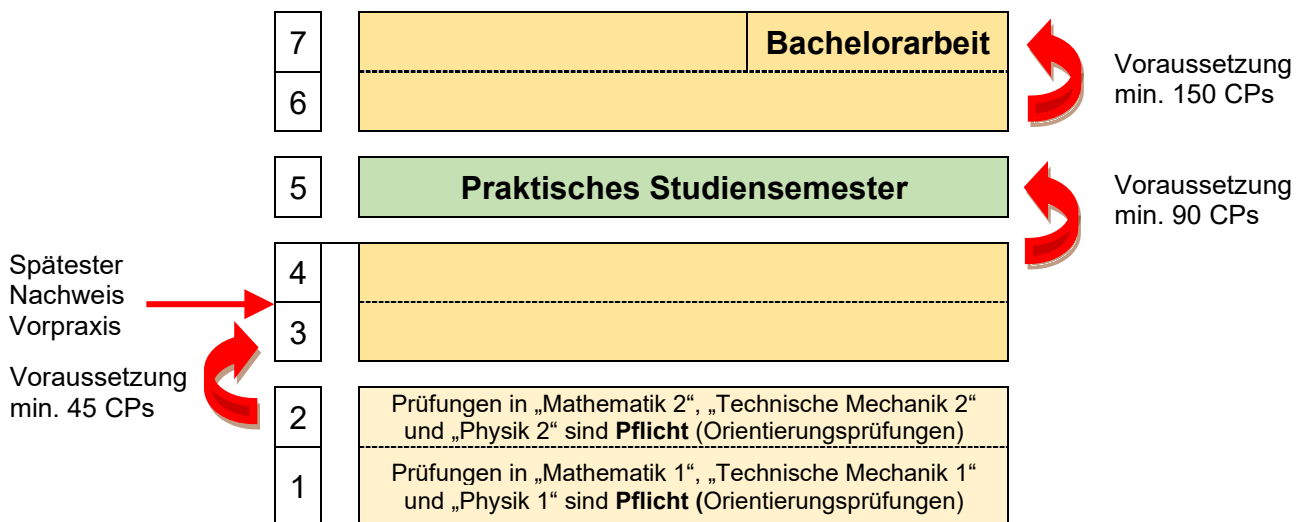 7
Bachelorarbeit
6
Voraussetzung
min. 150 CPs
5
Praktisches Studiensemester
Voraussetzung
min. 90 CPs
4
3
Spätester
Nachweis
Vorpraxis
Voraussetzung
min. 45 CPs
2
Prüfungen in „Mathematik 2“, „Technische Mechanik 2“
und „Physik 2“ sind Pflicht (Orientierungsprüfungen)
1
Prüfungen in „Mathematik 1“, „Technische Mechanik 1“
und „Physik 1“ sind Pflicht (Orientierungsprüfungen)